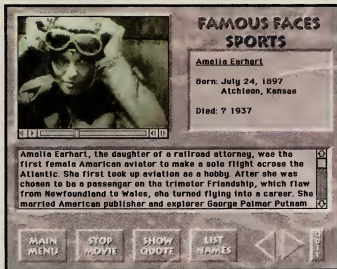 FAMOUS FACES
SPORTS
Amelia Earhart
Born: July 24, 1897
Atchison, Kansas
Died: ? 1937
Amelia Earhart, the daughter of a railroad attorney, was the
first female American aviator to make a solo flight across the
Atlantic. She first took up aviation as a hobby. After she was
chosen to be a passenger on the trimotor Friendship, which flew
from Newfoundland to Wales, she turned flying into a career. She
married American publisher and explorer George Palmer Putnam
MAIN
MENU
STOP
MOVIE
SHOW
QUOTE
LIST
NAMES